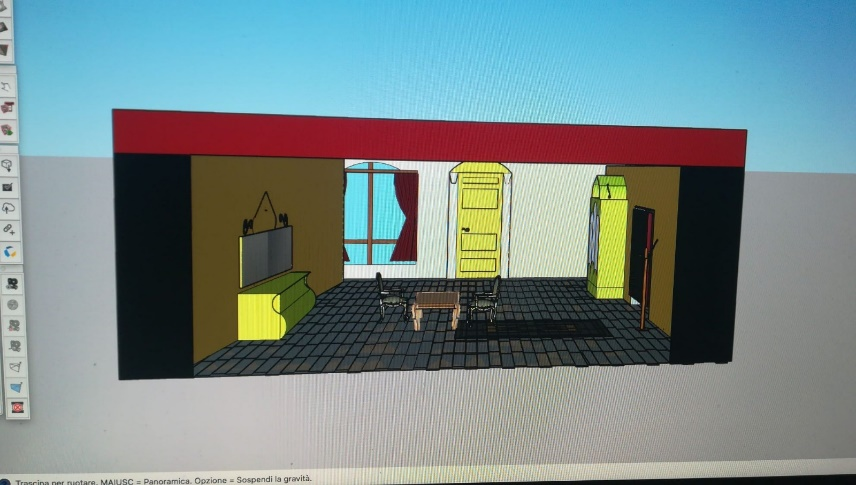 Trascina per ruotare. MAIUSC = Panoramica. Opzione = Sospendi la gravità.